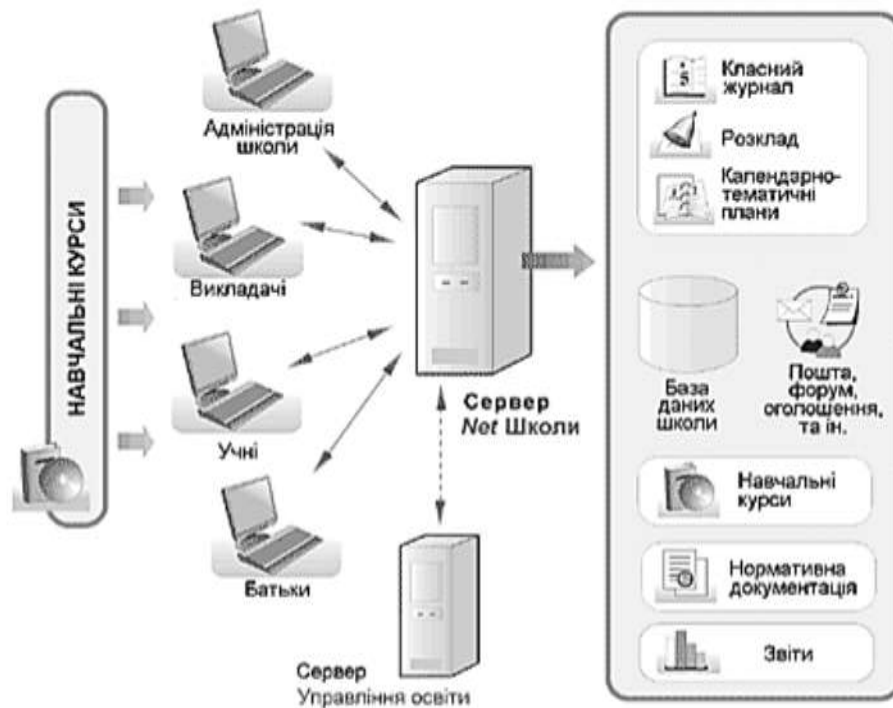 НАВЧАЛЬНІ КУРСИ
Адміністрація
школи
Викладачі
Учні
Батьки
Сервер
Net Школи
Сервер
Управління освіти
Класний
журнал
Розклад
Календарно-
тематичні
плани
База
даних
школи
Пошта,
форум,
оголошення,
та ін.
Навчальні
курси
Нормативна
документація
Звіти